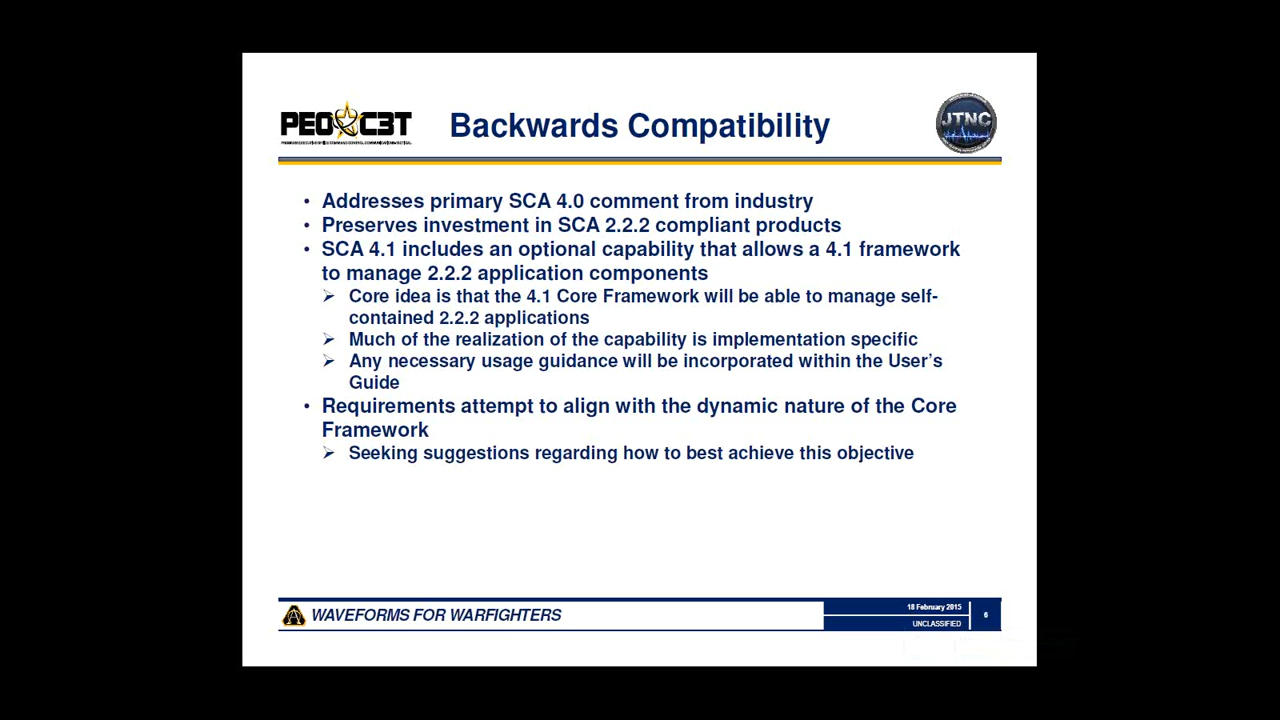 PEO C3T
Backwards Compatibility
JTNC
• Addresses primary SCA 4.0 comment from industry
• Preserves investment in SCA 2.2.2 compliant products
• SCA 4.1 includes an optional capability that allows a 4.1 framework
to manage 2.2.2 application components
➢ Core idea is that the 4.1 Core Framework will be able to manage self-
contained 2.2.2 applications
➢ Much of the realization of the capability is implementation specific
➢ Any necessary usage guidance will be incorporated within the User's
Guide
• Requirements attempt to align with the dynamic nature of the Core
Framework
➢ Seeking suggestions regarding how to best achieve this objective
WAVEFORMS FOR WARFIGHTERS
18 February 2015
UNCLASSIFIED
6